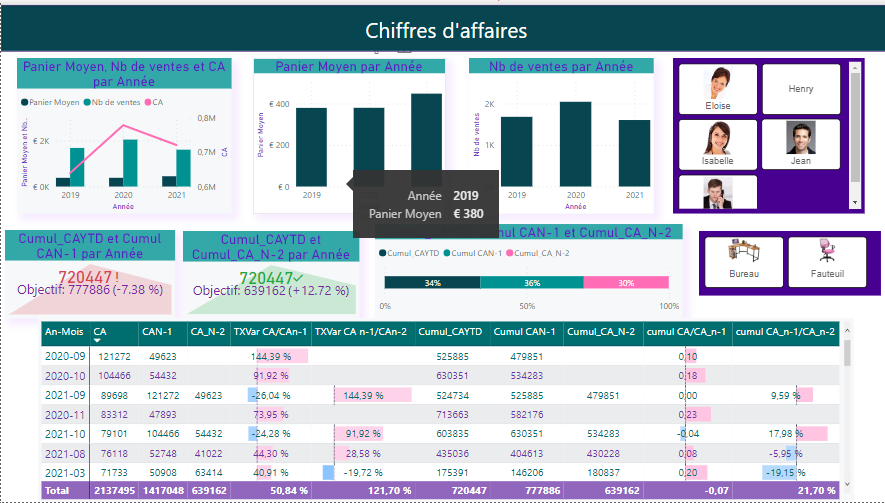 Chiffres d'affaires
Panier Moyen, Nb de ventes et CA
par Année
Panier Moyen Nb de ventes CA
Panier Moyen et Nb...
€ 2K
€ 0K
0,8M
0,7M
0,6M
CA
2019 2020 2021
Année
Panier Moyen par Année
Panier Moyen
€ 400
€ 200
€ 0
2019
Année 2019
Panier Moyen € 380
Nb de ventes par Année
Nb de ventes
2K
1K
2020 2021
Année
Eloise
Henry
Isabelle
Jean
Cumul_CAYTD et Cumul
CAN-1 par Année
720447 !
Objectif: 777886 (-7.38 %)
Cumul_CAYTD et
Cumul_CA_N-2 par Année
720447
Objectif: 639162 (+12.72 %)
Cumul CAN-1 et Cumul_CA_N-2
Cumul_CAYTD Cumul CAN-1 Cumul_CA_N-2
34% 36% 30%
0% 50% 100%
Bureau
Fauteuil
An-Mois CA CAN-1 CA_N-2 TXVar CA/CAn-1 TXVar CA n-1/CAn-2 Cumul_CAYTD Cumul CAN-1 Cumul_CA_N-2 cumul CA/CA_n-1 cumul CA_n-1/CA_n-2
2020-09 121272 49623 144,39 % 525885 479851 0,10
2020-10 104466 54432 91,92 % 630351 534283 0,18
2021-09 89698 121272 49623 -26,04 % 144,39 % 524734 525885 479851 0,00 9,59 %
2020-11 83312 47893 73,95 % 713663 582176 0,23
2021-10 79101 104466 54432 -24,28 % 91,92 % 603835 630351 534283 -0,04 17,98 %
2021-08 76118 52748 41022 44,30 % 28,58 % 435036 404613 430228 0,08 -5,95 %
2021-03 71733 50908 63414 40,91 % -19,72 % 175391 146206 180837 0,20 -19,15 %
Total 2137495 1417048 639162 50,84 % 121,70 % 720447 777886 639162 -0,07 21,70 %